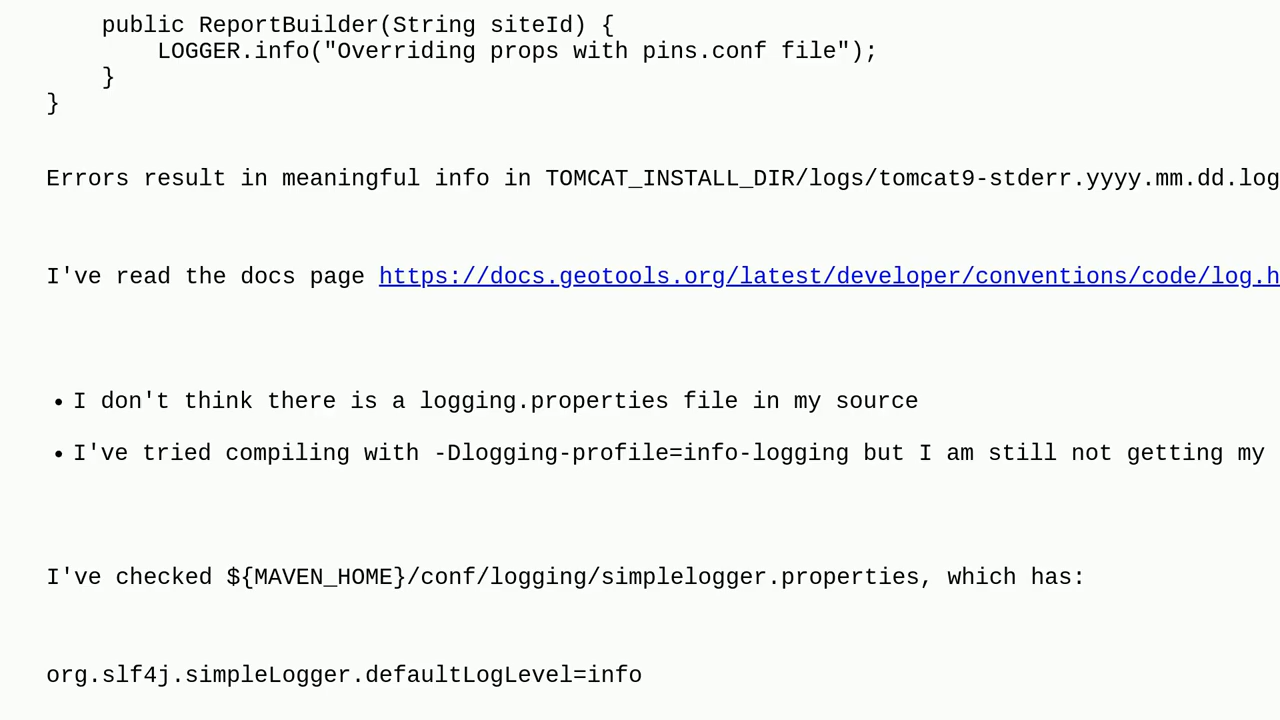 public ReportBuilder(String siteId) {
LOGGER.info("Overriding props with pins.conf file");
}
}
Errors result in meaningful info in TOMCAT_INSTALL_DIR/logs/tomcat9-stderr.yyyy.mm.dd.log
I've read the docs page https://docs.geotools.org/latest/developer/conventions/code/log.h
• I don't think there is a logging.properties file in my source
• I've tried compiling with -Dlogging-profile=info-logging but I am still not getting my
I've checked ${MAVEN_HOME}/conf/logging/simplelogger.properties, which has:
org.slf4j.simpleLogger.defaultLogLevel=info